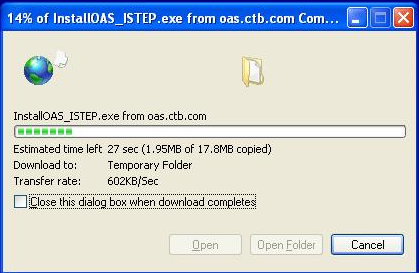 14% of InstallOAS_ISTEP.exe from oas.ctb.com Com...
InstallOAS_ISTEP.exe from oas.ctb.com
Estimated time left 27 sec (1.95MB of 17.8MB copied)
Download to: Temporary Folder
Transfer rate: 602KB/Sec
Close this dialog box when download completes
Open Open Folder Cancel